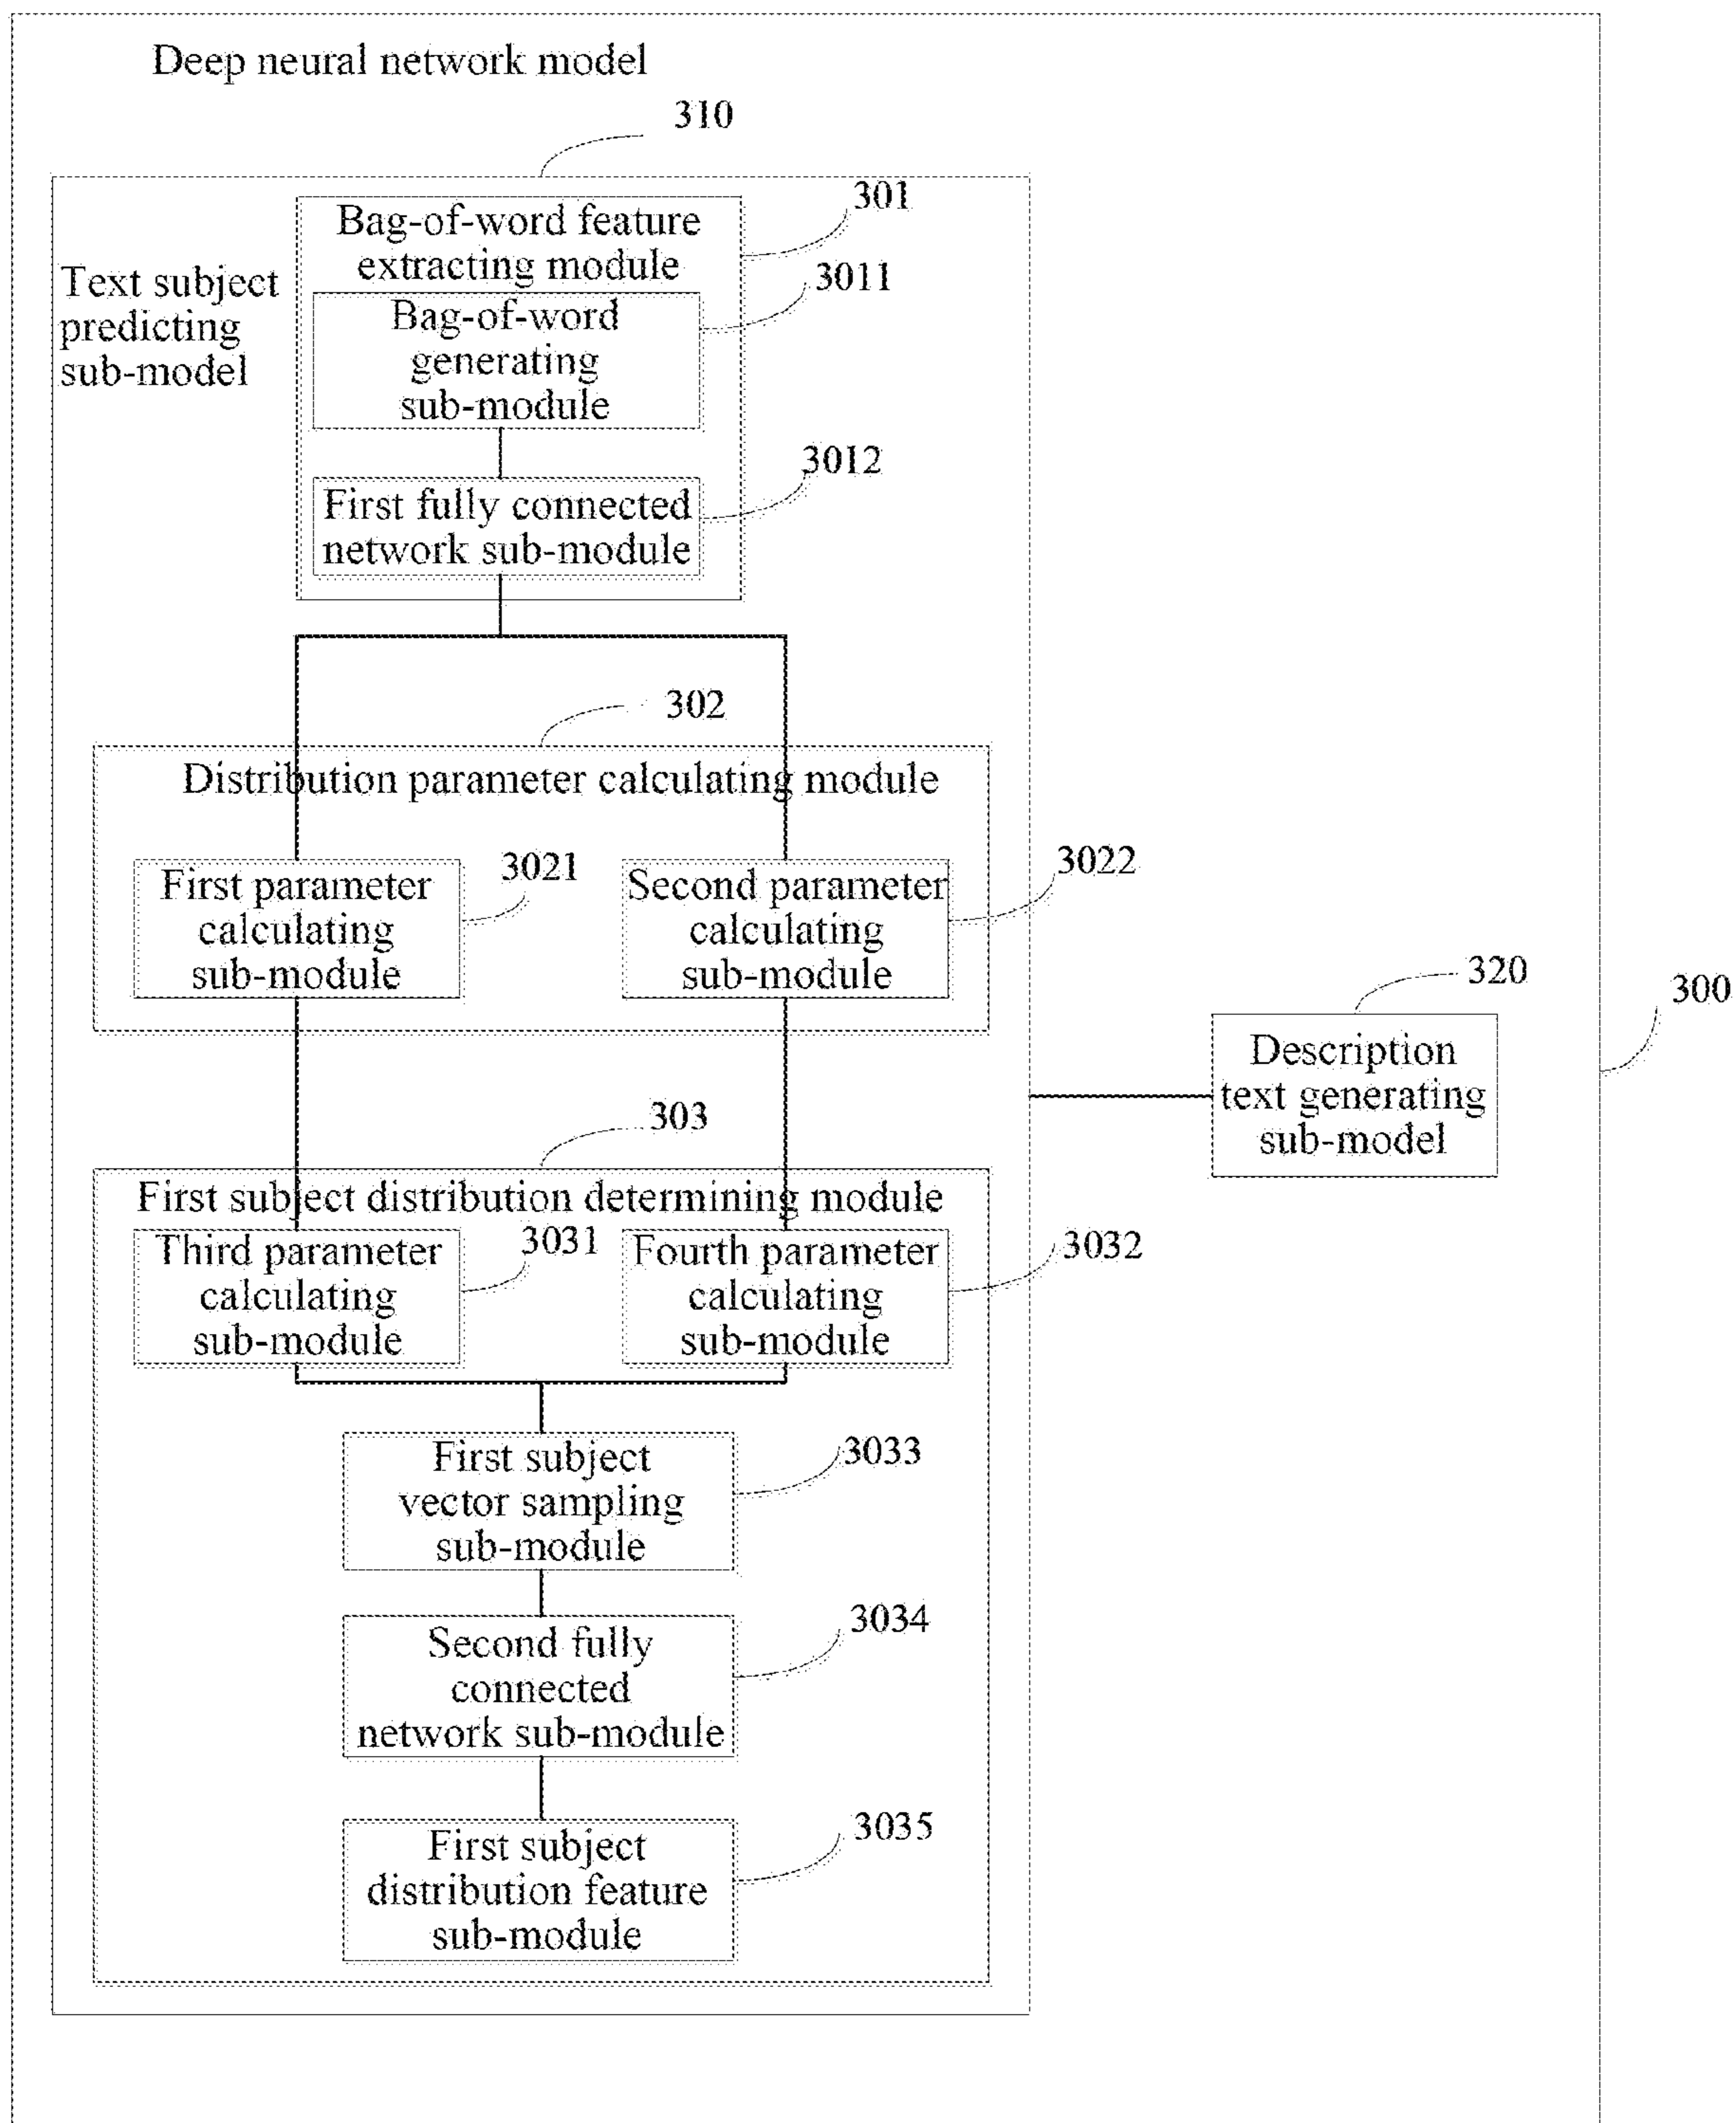 Deep neural network model
310
301
Bag-of-word feature
extracting module
3011
Text subject
predicting
sub-model
Bag-of-word
generating
sub-module
3012
First fully connected
network sub-module
302
Distribution parameter calculating module
3021
First parameter
calculating
sub-module
3022
Second parameter
calculating
sub-module
320
300
Description
text generating
sub-model
303
First subject distribution determining module
3031
Third parameter
calculating
sub-module
3032
Fourth parameter
calculating
sub-module
3033
First subject
vector sampling
sub-module
3034
Second fully
connected
network sub-module
3035
First subject
distribution feature
sub-module